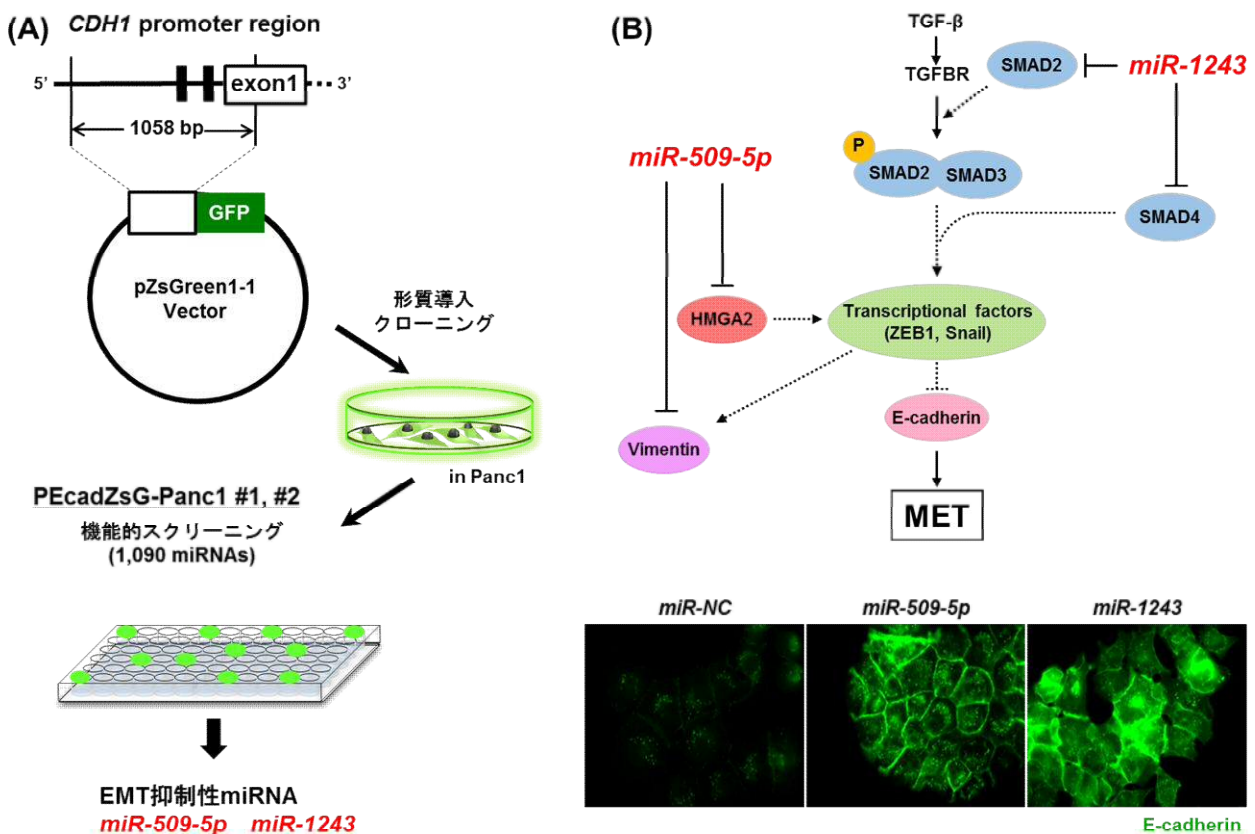 (A)
CDH1 promoter region
5'
exon1
3'
1058 bp
GFP
pZsGreen1-1
Vector
形質導入
クローニング
in Panc1
PEcadZsG-Panc1 #1, #2
機能的スクリーニング
(1,090 miRNAs)
EMT抑制性miRNA
miR-509-5p miR-1243
(B)
TGF-β
TGFBR
SMAD2
miR-1243
miR-509-5p
P
SMAD2
SMAD3
SMAD4
HMGA2
Transcriptional factors
(ZEB1, Snail)
E-cadherin
Vimentin
MET
miR-NC
miR-509-5p
miR-1243
E-cadherin